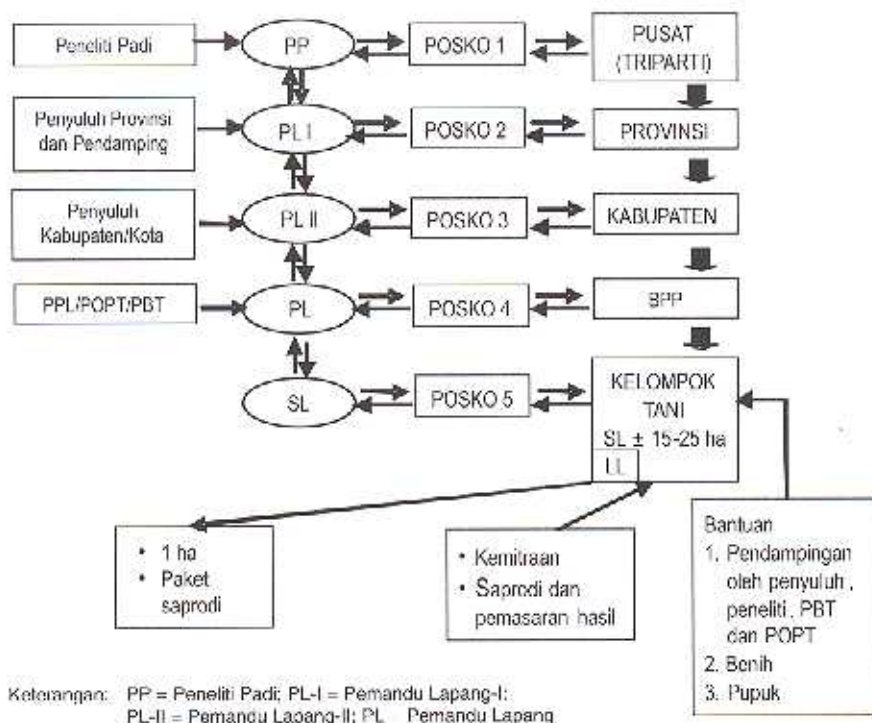 Peneliti Padi
PP
POSKO 1
PUSAT
(TRIPARTI)
Penyuluh Provinsi
dan Pendamping
PL I
POSKO 2
PROVINSI
Penyuluh
Kabupaten/Kota
PL II
POSKO 3
KABUPATEN
PPL/POPT/PBT
PL
POSKO 4
BPP
SL
POSKO 5
KELOMPOK
TANI
SL ± 15-25 ha
LL
• 1 ha
• Paket
saprodi
• Kemitraan
• Saprodi dan
pemasaran hasil
Bantuan
1. Pendampingan
oleh penyuluh,
peneliti, PBT
dan POPT
2. Benih
3. Pupuk
Keterangan: PP = Peneliti Padi; PL-I = Pemandu Lapang-I;
PL-II = Pemandu Lapang-II; PL Pemandu Lapang